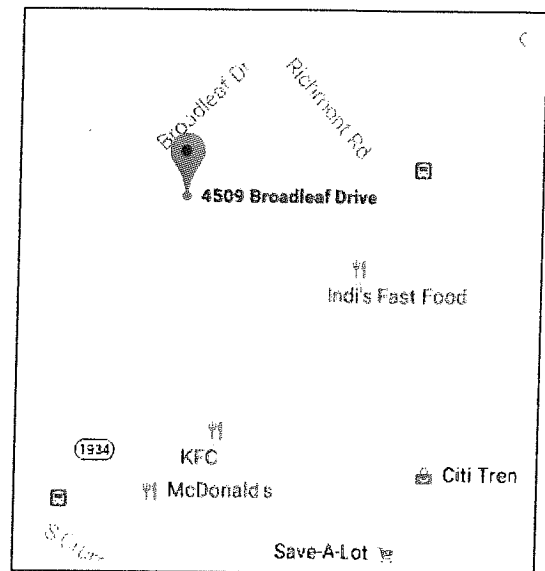 Broadleaf Dr
Richmont Rd
4509 Broadleaf Drive
Indi's Fast Food
1934
KFC
McDonald's
Citi Tren
Save-A-Lot